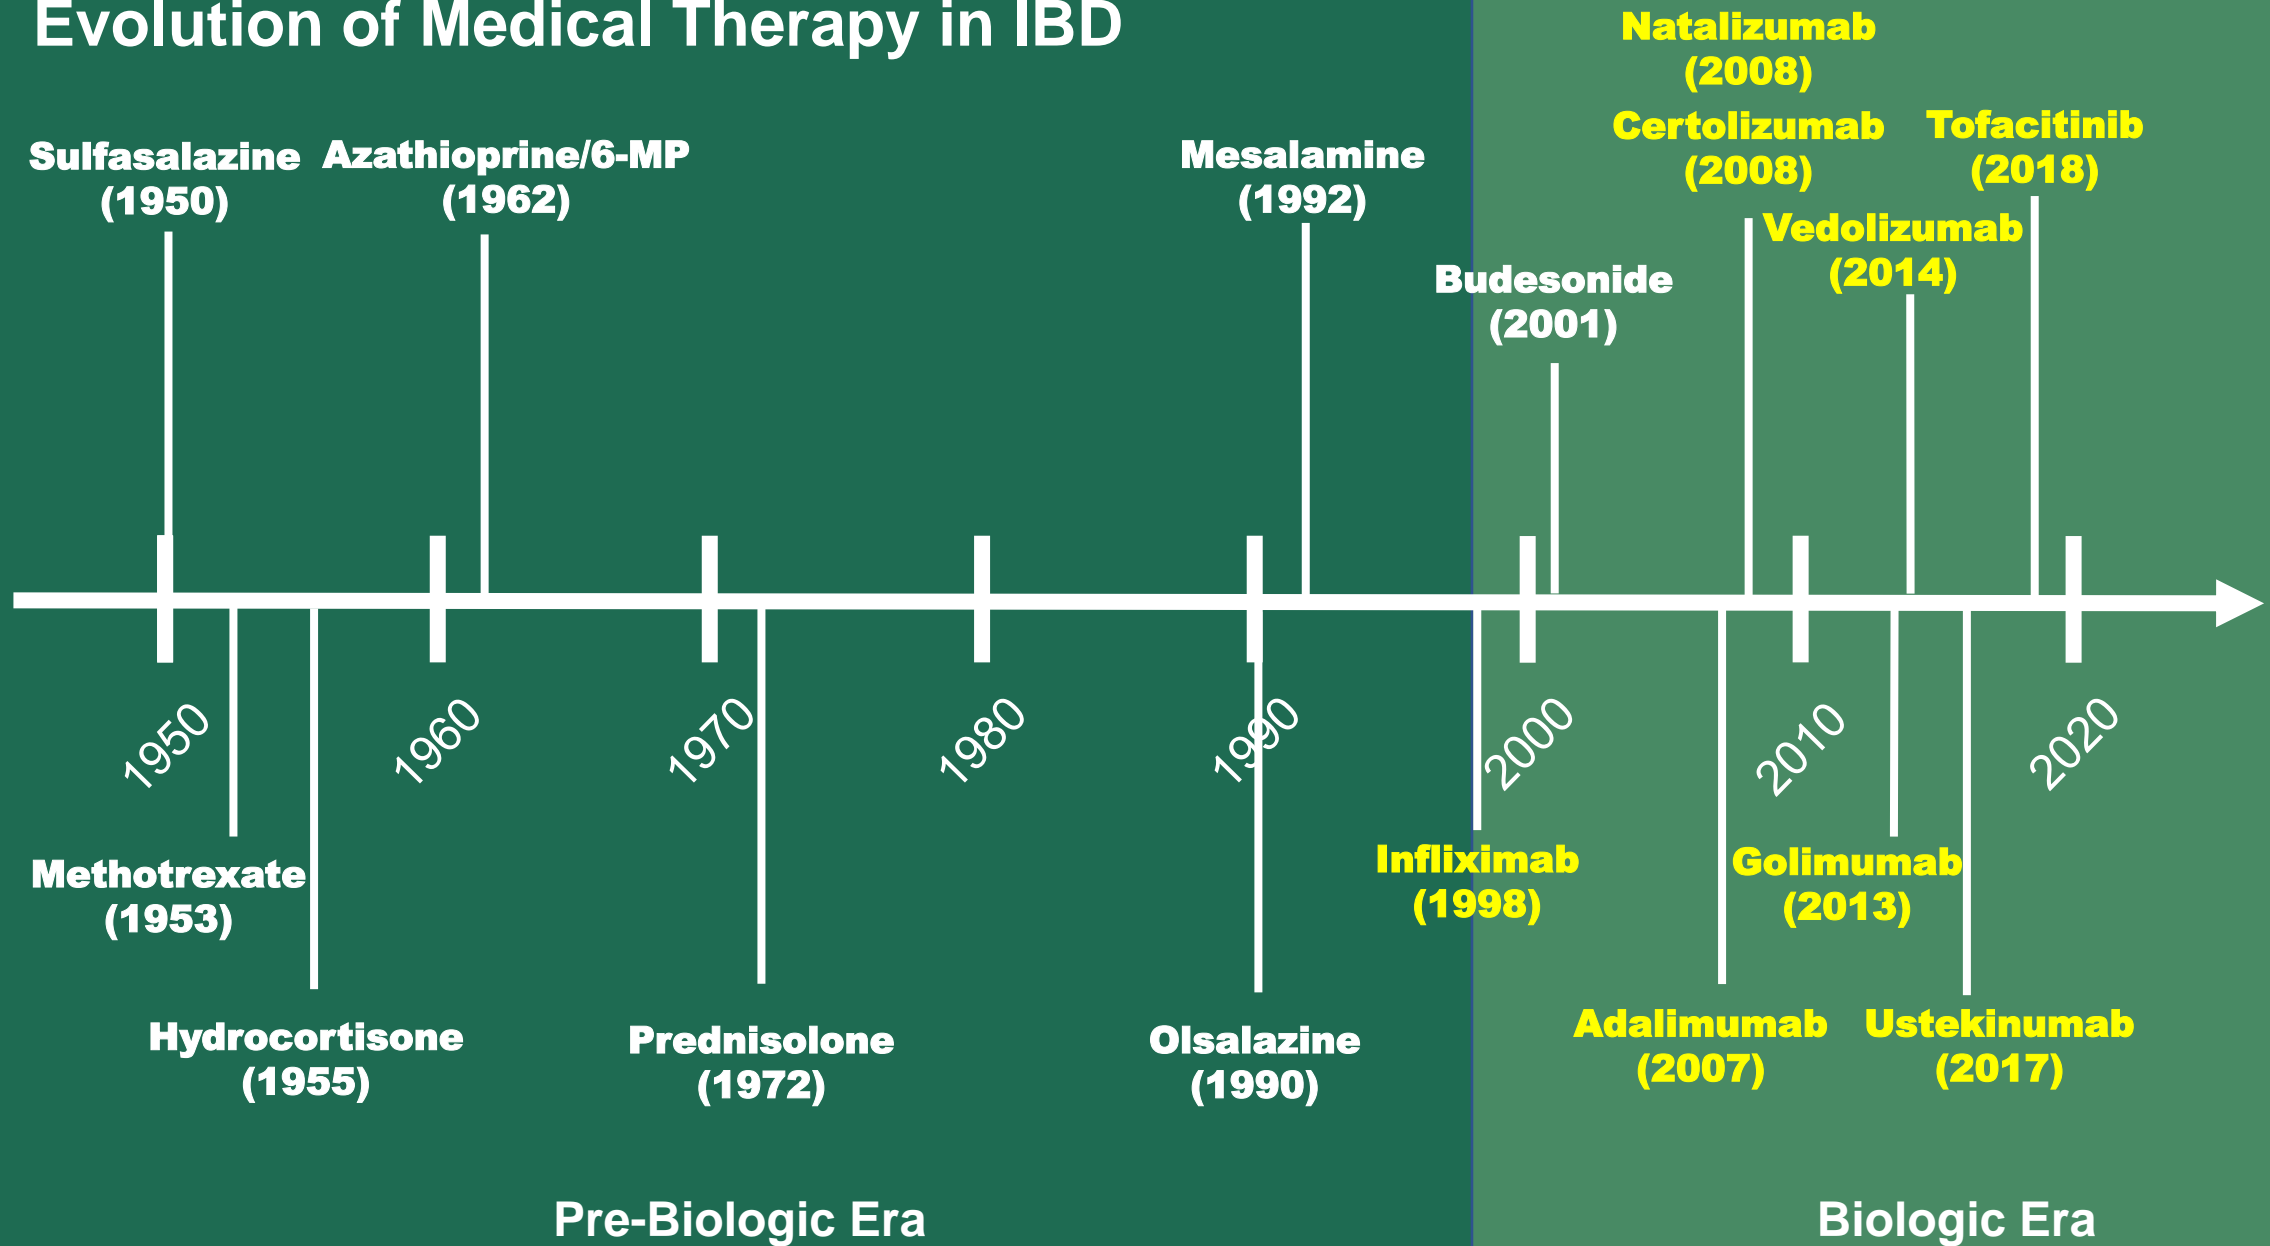 Evolution of Medical Therapy in IBD
Natalizumab
(2008)
Certolizumab
(2008)
Tofacitinib
(2018)
Sulfasalazine
(1950)
Azathioprine/6-MP
(1962)
Mesalamine
(1992)
Vedolizumab
(2014)
Budesonide
(2001)
1950
1960
1970
1980
1990
2000
2010
2020
Methotrexate
(1953)
Infliximab
(1998)
Golimumab
(2013)
Hydrocortisone
(1955)
Prednisolone
(1972)
Olsalazine
(1990)
Adalimumab
(2007)
Ustekinumab
(2017)
Pre-Biologic Era
Biologic Era